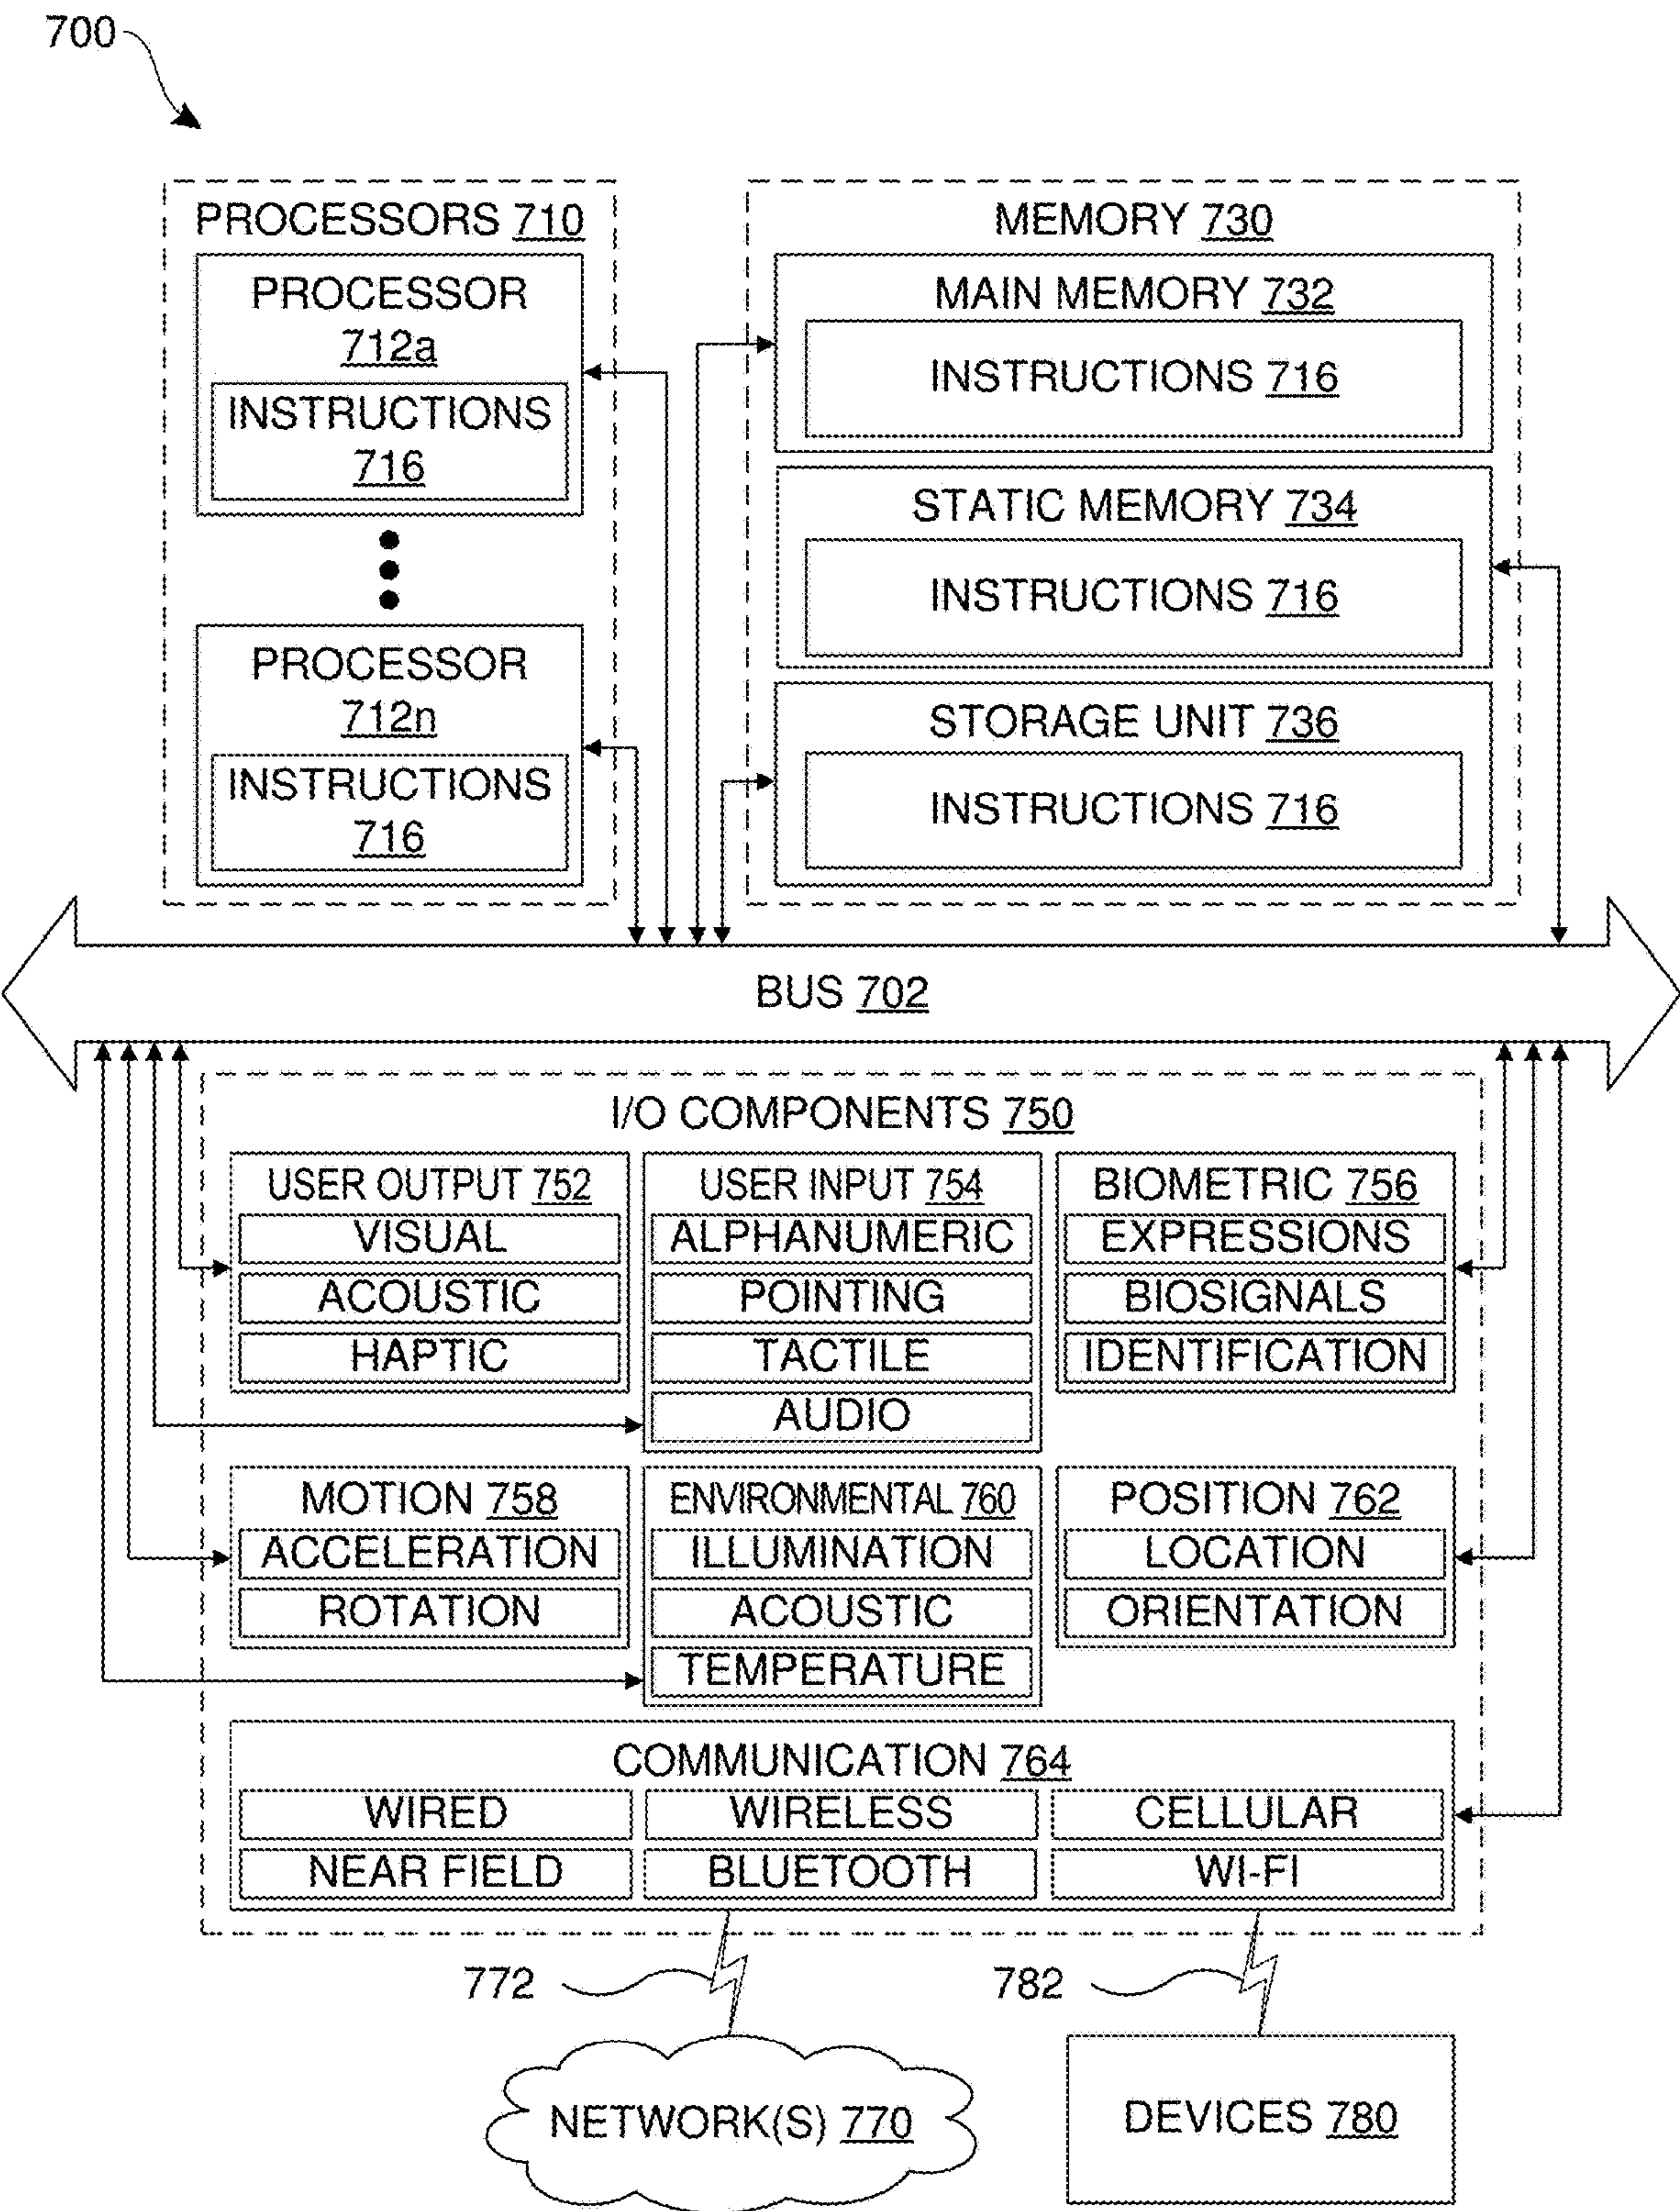 700
PROCESSORS 710
PROCESSOR
712a
INSTRUCTIONS
716
PROCESSOR
712n
INSTRUCTIONS
716
MEMORY 730
MAIN MEMORY 732
INSTRUCTIONS 716
STATIC MEMORY 734
INSTRUCTIONS 716
STORAGE UNIT 736
INSTRUCTIONS 716
BUS 702
I/O COMPONENTS 750
USER OUTPUT 752
VISUAL
ACOUSTIC
HAPTIC
USER INPUT 754
ALPHANUMERIC
POINTING
TACTILE
AUDIO
BIOMETRIC 756
EXPRESSIONS
BIOSIGNALS
IDENTIFICATION
MOTION 758
ACCELERATION
ROTATION
ENVIRONMENTAL 760
ILLUMINATION
ACOUSTIC
TEMPERATURE
POSITION 762
LOCATION
ORIENTATION
COMMUNICATION 764
WIRED
WIRELESS
CELLULAR
NEAR FIELD
BLUETOOTH
WI-FI
772
782
NETWORK(S) 770
DEVICES 780